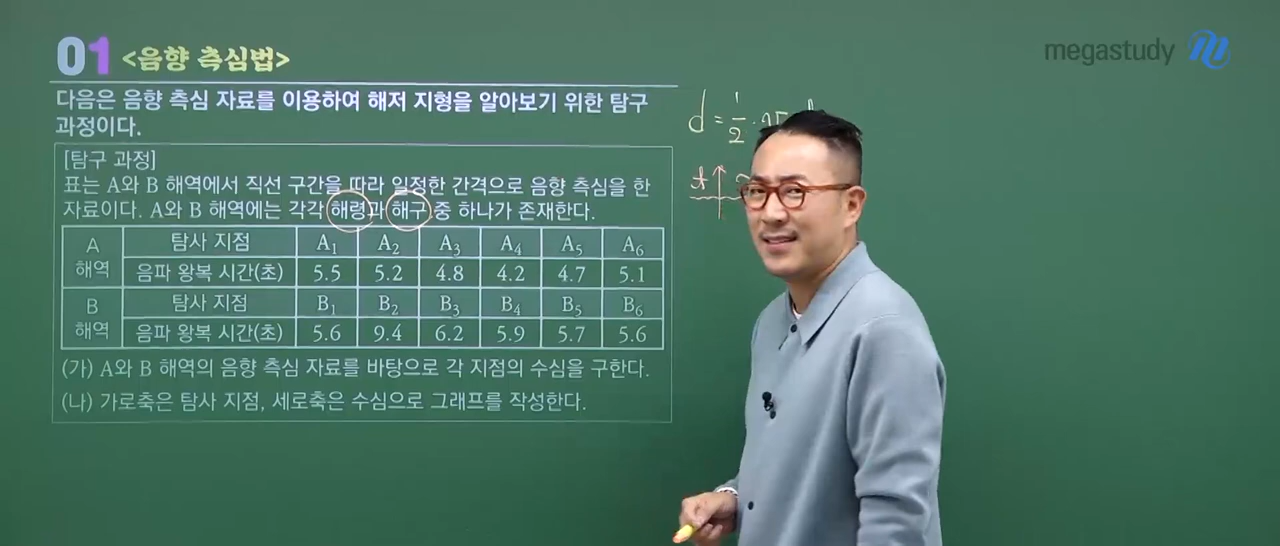 megastudy
01 <음향 측심법>
다음은 음향 측심 자료를 이용하여 해저 지형을 알아보기 위한 탐구
과정이다.
[탐구 과정]
표는 A와 B 해역에서 직선 구간을 따라 일정한 간격으로 음향 측심을 한
자료이다. A와 B 해역에는 각각 해령과 해구 중 하나가 존재한다.
A 해역 탐사 지점 A₁ A₂ A₃ A₄ A₅ A₆
음파 왕복 시간(초) 5.5 5.2 4.8 4.2 4.7 5.1
B 해역 탐사 지점 B₁ B₂ B₃ B₄ B₅ B₆
음파 왕복 시간(초) 5.6 9.4 6.2 5.9 5.7 5.6
(가) A와 B 해역의 음향 측심 자료를 바탕으로 각 지점의 수심을 구한다.
(나) 가로축은 탐사 지점, 세로축은 수심으로 그래프를 작성한다.
d = 1/2 ·